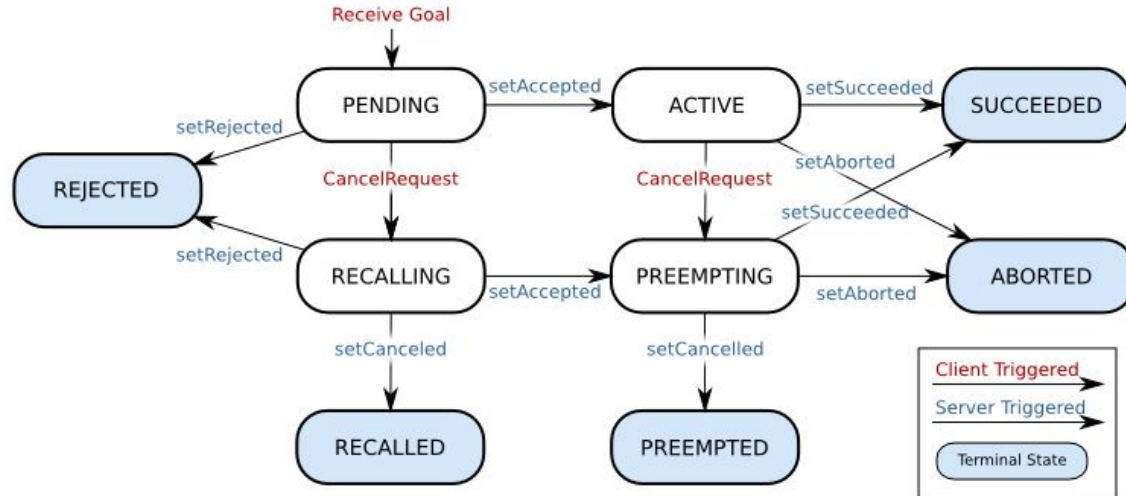 Receive Goal
PENDING
setAccepted
ACTIVE
setSucceeded
SUCCEEDED
setRejected
CancelRequest
CancelRequest
setAborted
REJECTED
setSucceeded
setRejected
RECALLING
setAccepted
PREEMPTING
setAborted
ABORTED
setCanceled
setCancelled
RECALLED
PREEMPTED
Client Triggered
Server Triggered
Terminal State